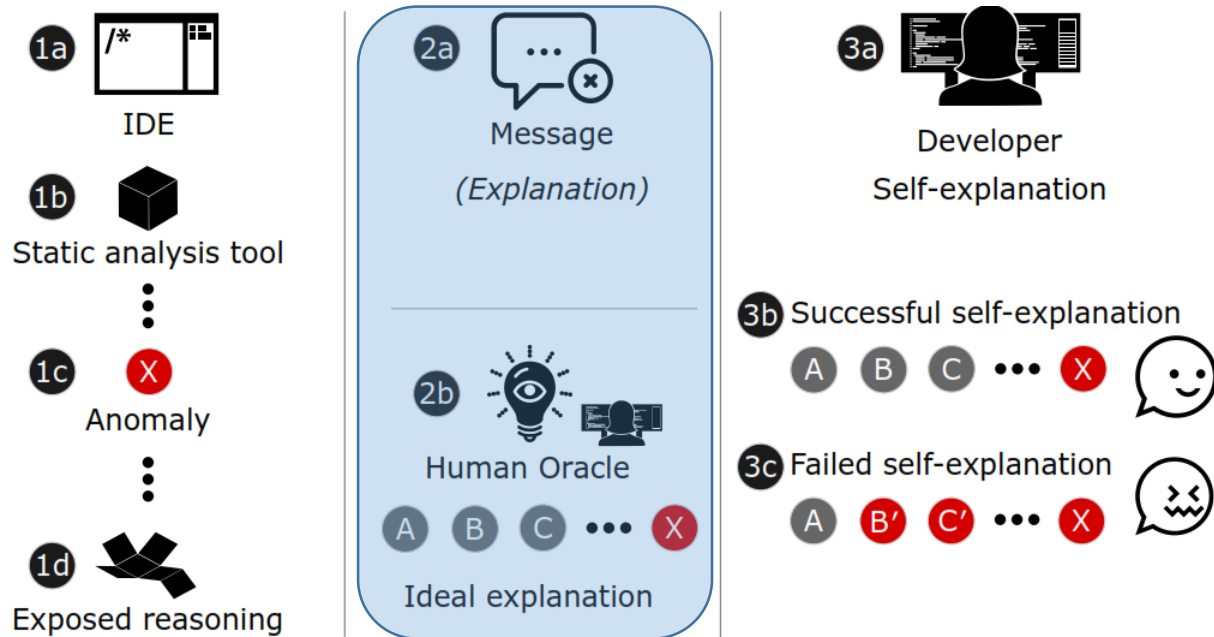 1a
/*
IDE
1b
Static analysis tool
1c
X
Anomaly
1d
Exposed reasoning
2a
Message
(Explanation)
2b
Human Oracle
A B C ••• X
Ideal explanation
3a
Developer
Self-explanation
3b Successful self-explanation
A B C ••• X
3c Failed self-explanation
A B′ C′ ••• X